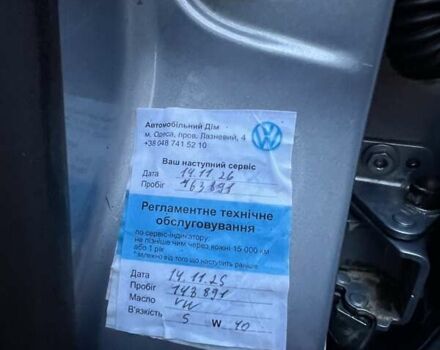 Автомобільний Дім
м. Одеса, пров. Лазневий, 4
+38 048 741 52 10
Ваш наступний сервіс
Дата 14.11.26
Пробіг 163 891
Регламентне технічне
обслуговування
по сервіс-індикатору,
не пізніше чим через кожні 15 000 км
або 1 рік
*залежно від того що наступить раніше
Дата 14.11.25
Пробіг 148 891
Масло VW
В'язкість 5 W 40